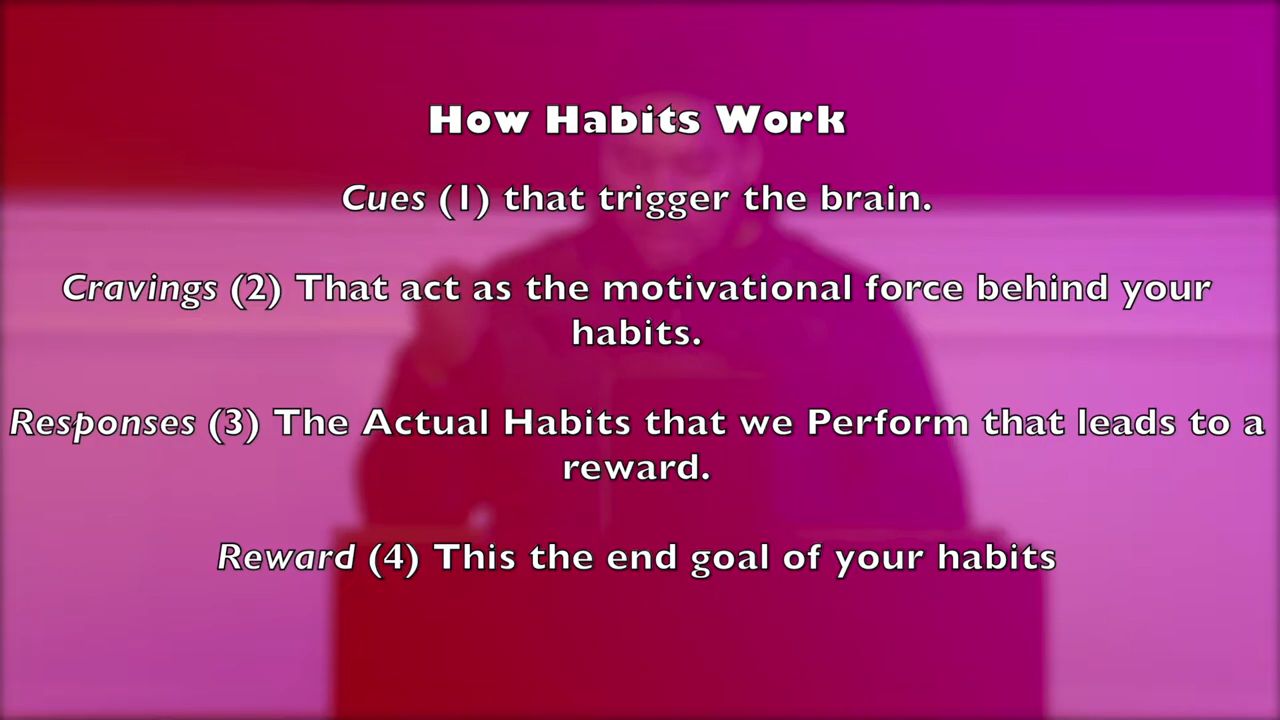 How Habits Work
Cues (1) that trigger the brain.
Cravings (2) That act as the motivational force behind your
habits.
Responses (3) The Actual Habits that we Perform that leads to a
reward.
Reward (4) This the end goal of your habits